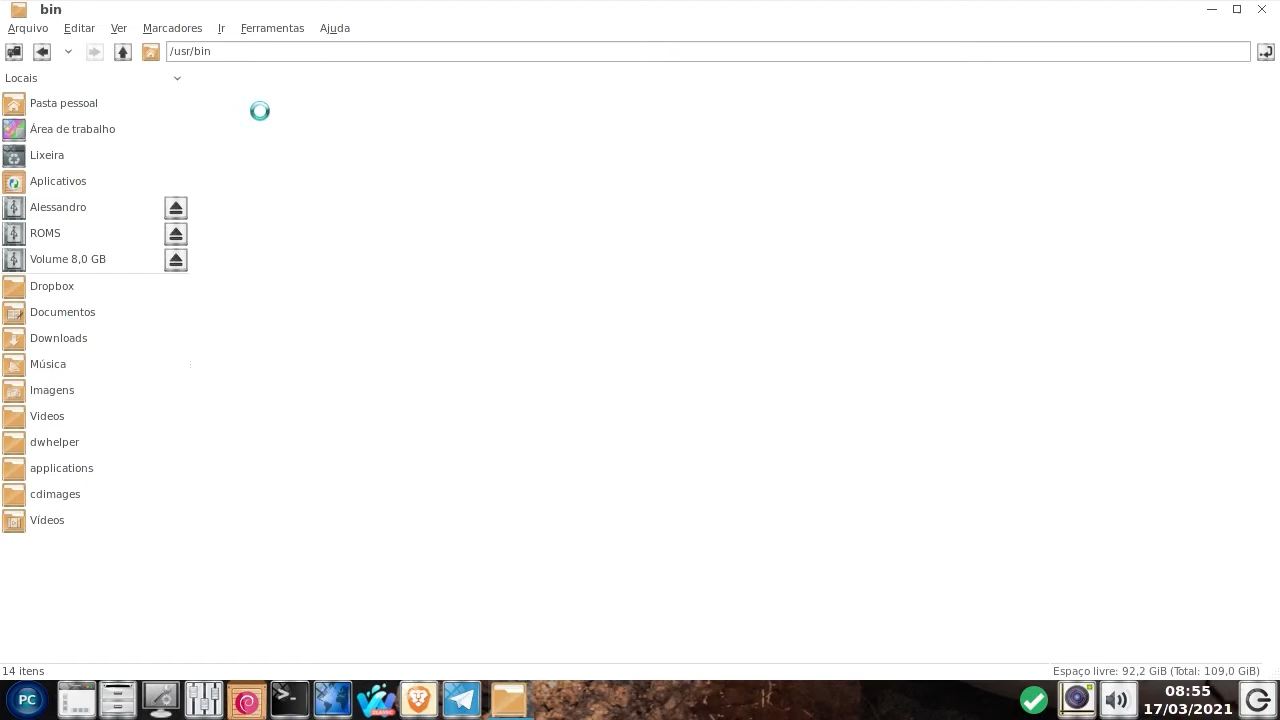 bin
Arquivo Editar Ver Marcadores Ir Ferramentas Ajuda
/usr/bin
Locais
Pasta pessoal
Área de trabalho
Lixeira
Aplicativos
Alessandro
ROMS
Volume 8,0 GB
Dropbox
Documentos
Downloads
Música
Imagens
Videos
dwhelper
applications
cdimages
Vídeos
14 itens
Espaço livre: 92,2 GiB (Total: 109,0 GiB)
PC
CLASSIC
08:55
17/03/2021